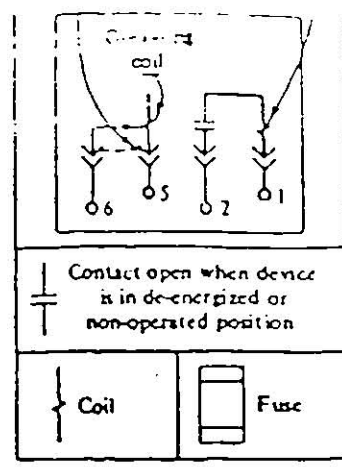 coil
6 5 2 1
Contact open when device
is in de-energized or
non-operated position
Coil
Fuse